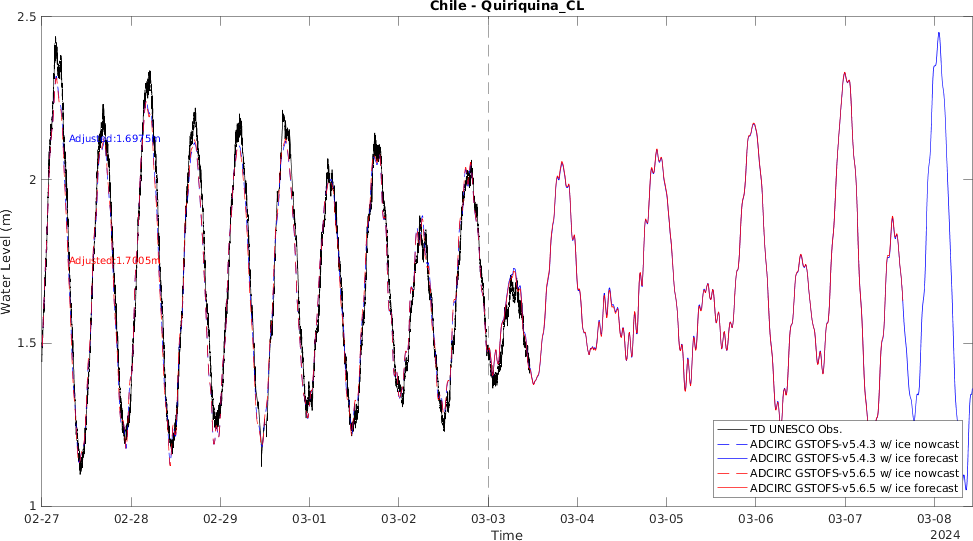 Chile - Quiriquina_CL
2.5
2
1.5
1
Water Level (m)
Adjusted:1.6975m
Adjusted:1.7005m
TD UNESCO Obs.
ADCIRC GSTOFS-v5.4.3 w/ ice nowcast
ADCIRC GSTOFS-v5.4.3 w/ ice forecast
ADCIRC GSTOFS-v5.6.5 w/ ice nowcast
ADCIRC GSTOFS-v5.6.5 w/ ice forecast
02-27 02-28 02-29 03-01 03-02 03-03 03-04 03-05 03-06 03-07 03-08
Time
2024